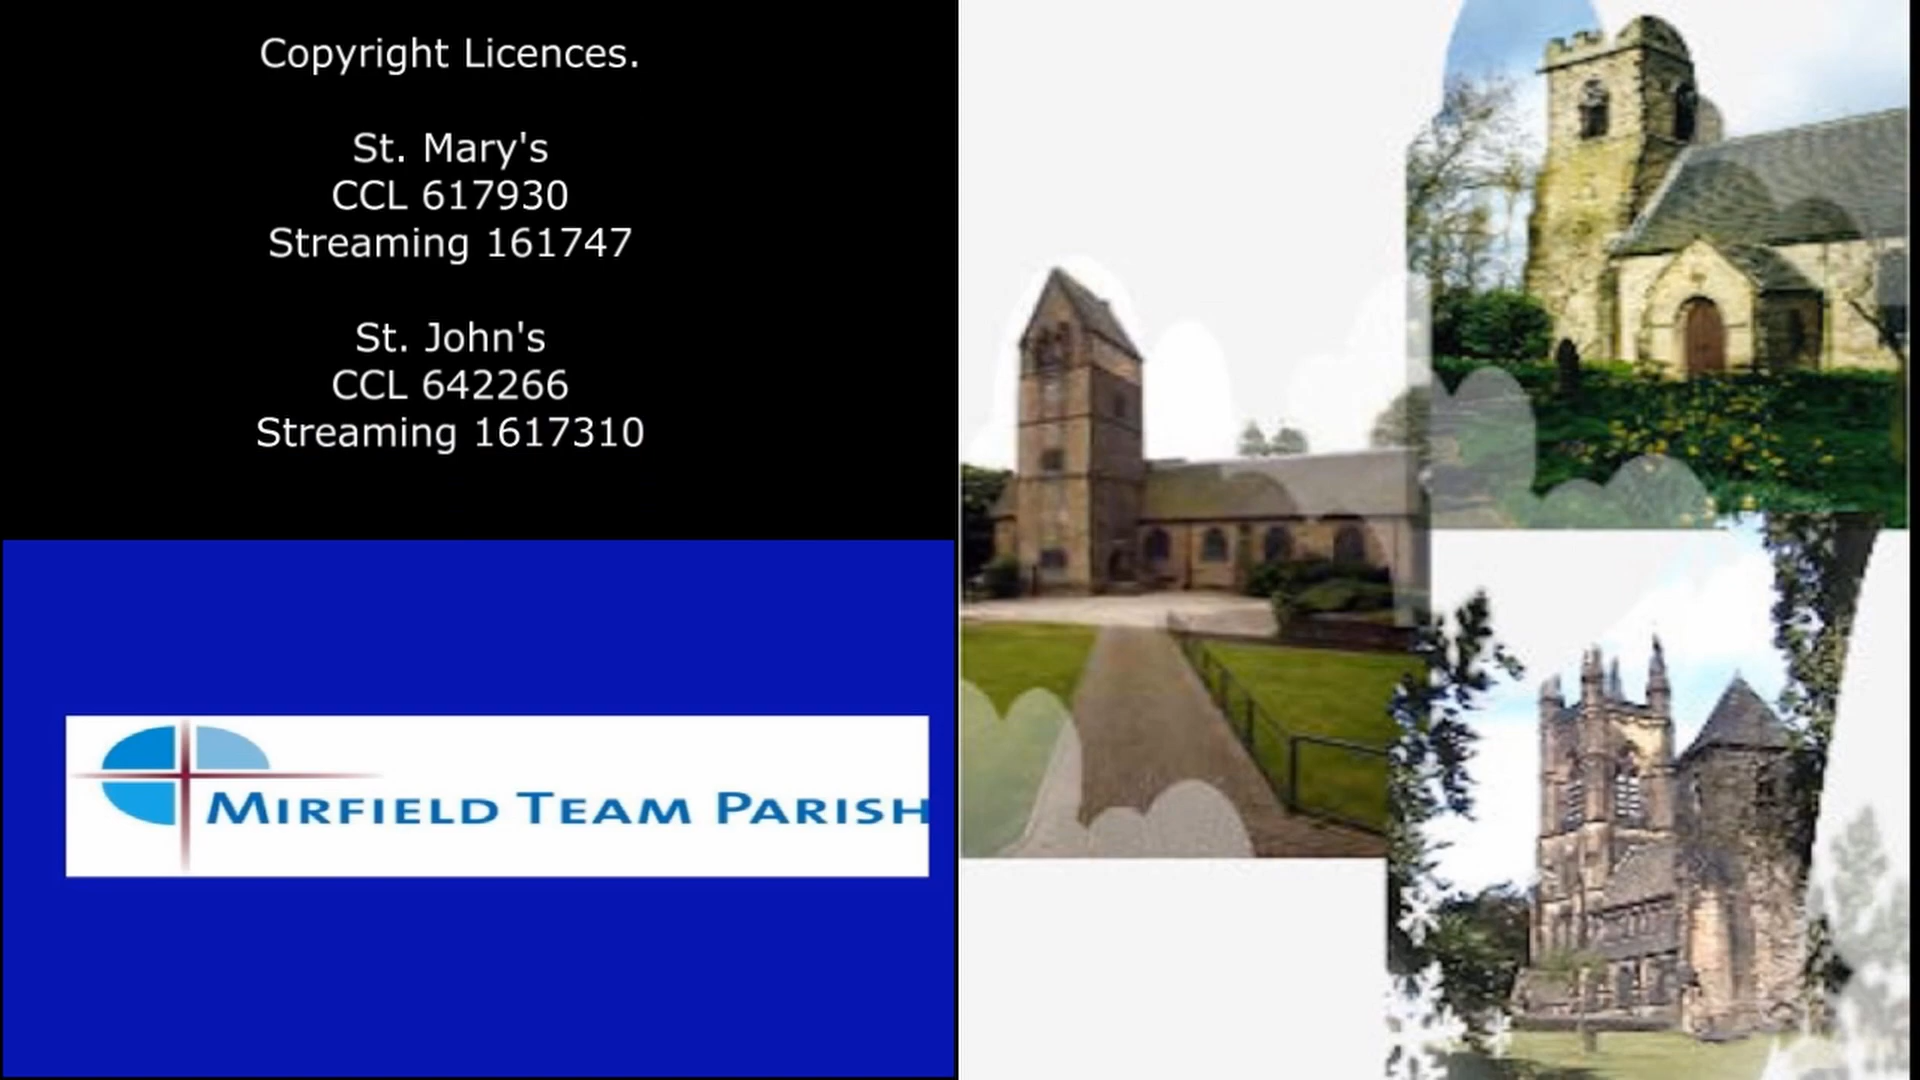 Copyright Licences.
St. Mary's
CCL 617930
Streaming 161747
St. John's
CCL 642266
Streaming 1617310
MIRFIELD TEAM PARISH